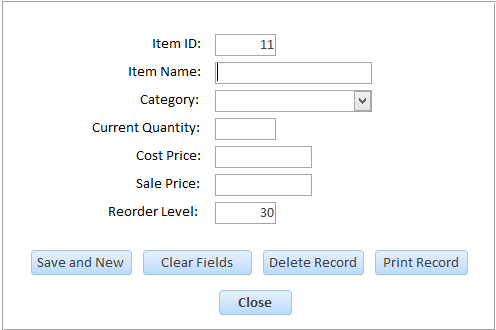 Item ID: 11
Item Name:
Category:
Current Quantity:
Cost Price:
Sale Price:
Reorder Level: 30
Save and New Clear Fields Delete Record Print Record
Close